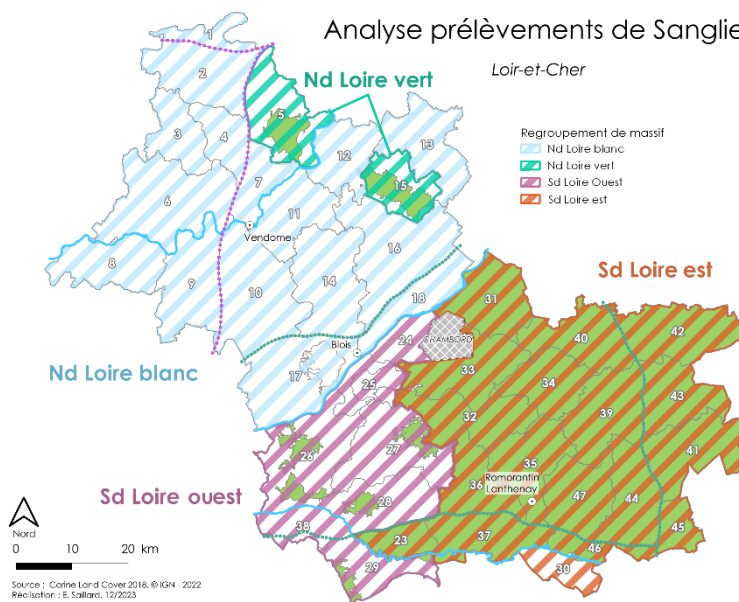 Analyse prélèvements de Sanglie
Loir-et-Cher
Nd Loire vert
Regroupement de massif
Nd Loire blanc
Nd Loire vert
Sd Loire Ouest
Sd Loire est
1
2
3
4
5
12
13
15
6
7
11
Vendome
16
8
9
10
14
18
Sd Loire est
31
24
CHAMBORD
40
42
Blois
Nd Loire blanc
17
25
33
34
43
32
39
26
27
41
35
Romorantin
Lanthenay
36
47
44
Sd Loire ouest
28
38
23
37
46
45
29
30
Nord
0 10 20 km
Source : Corine Land Cover 2018, © IGN - 2022
Réalisation : E. Saillard, 12/2023